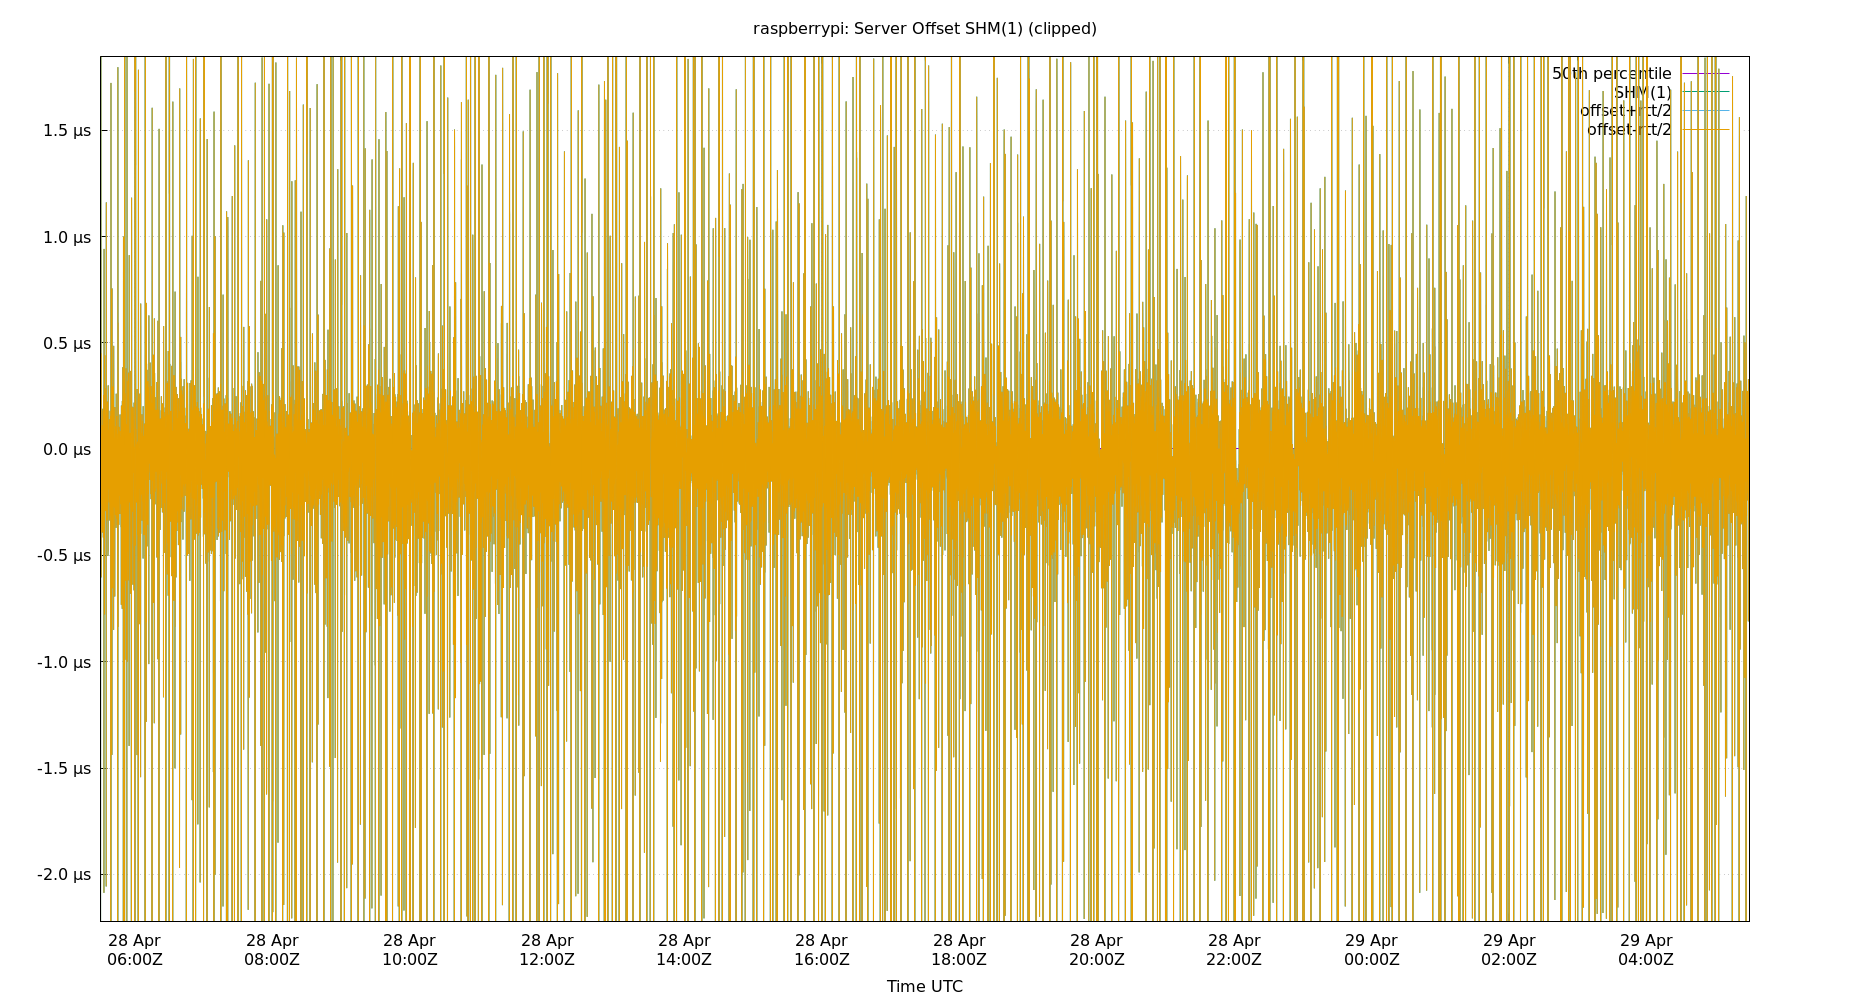 raspberrypi: Server Offset SHM(1) (clipped)
50th percentile
SHM(1)
offset+rtt/2
offset-rtt/2
1.5 µs
1.0 µs
0.5 µs
0.0 µs
-0.5 µs
-1.0 µs
-1.5 µs
-2.0 µs
28 Apr 28 Apr 28 Apr 28 Apr 28 Apr 28 Apr 28 Apr 28 Apr 28 Apr 29 Apr 29 Apr 29 Apr
06:00Z 08:00Z 10:00Z 12:00Z 14:00Z 16:00Z 18:00Z 20:00Z 22:00Z 00:00Z 02:00Z 04:00Z
Time UTC